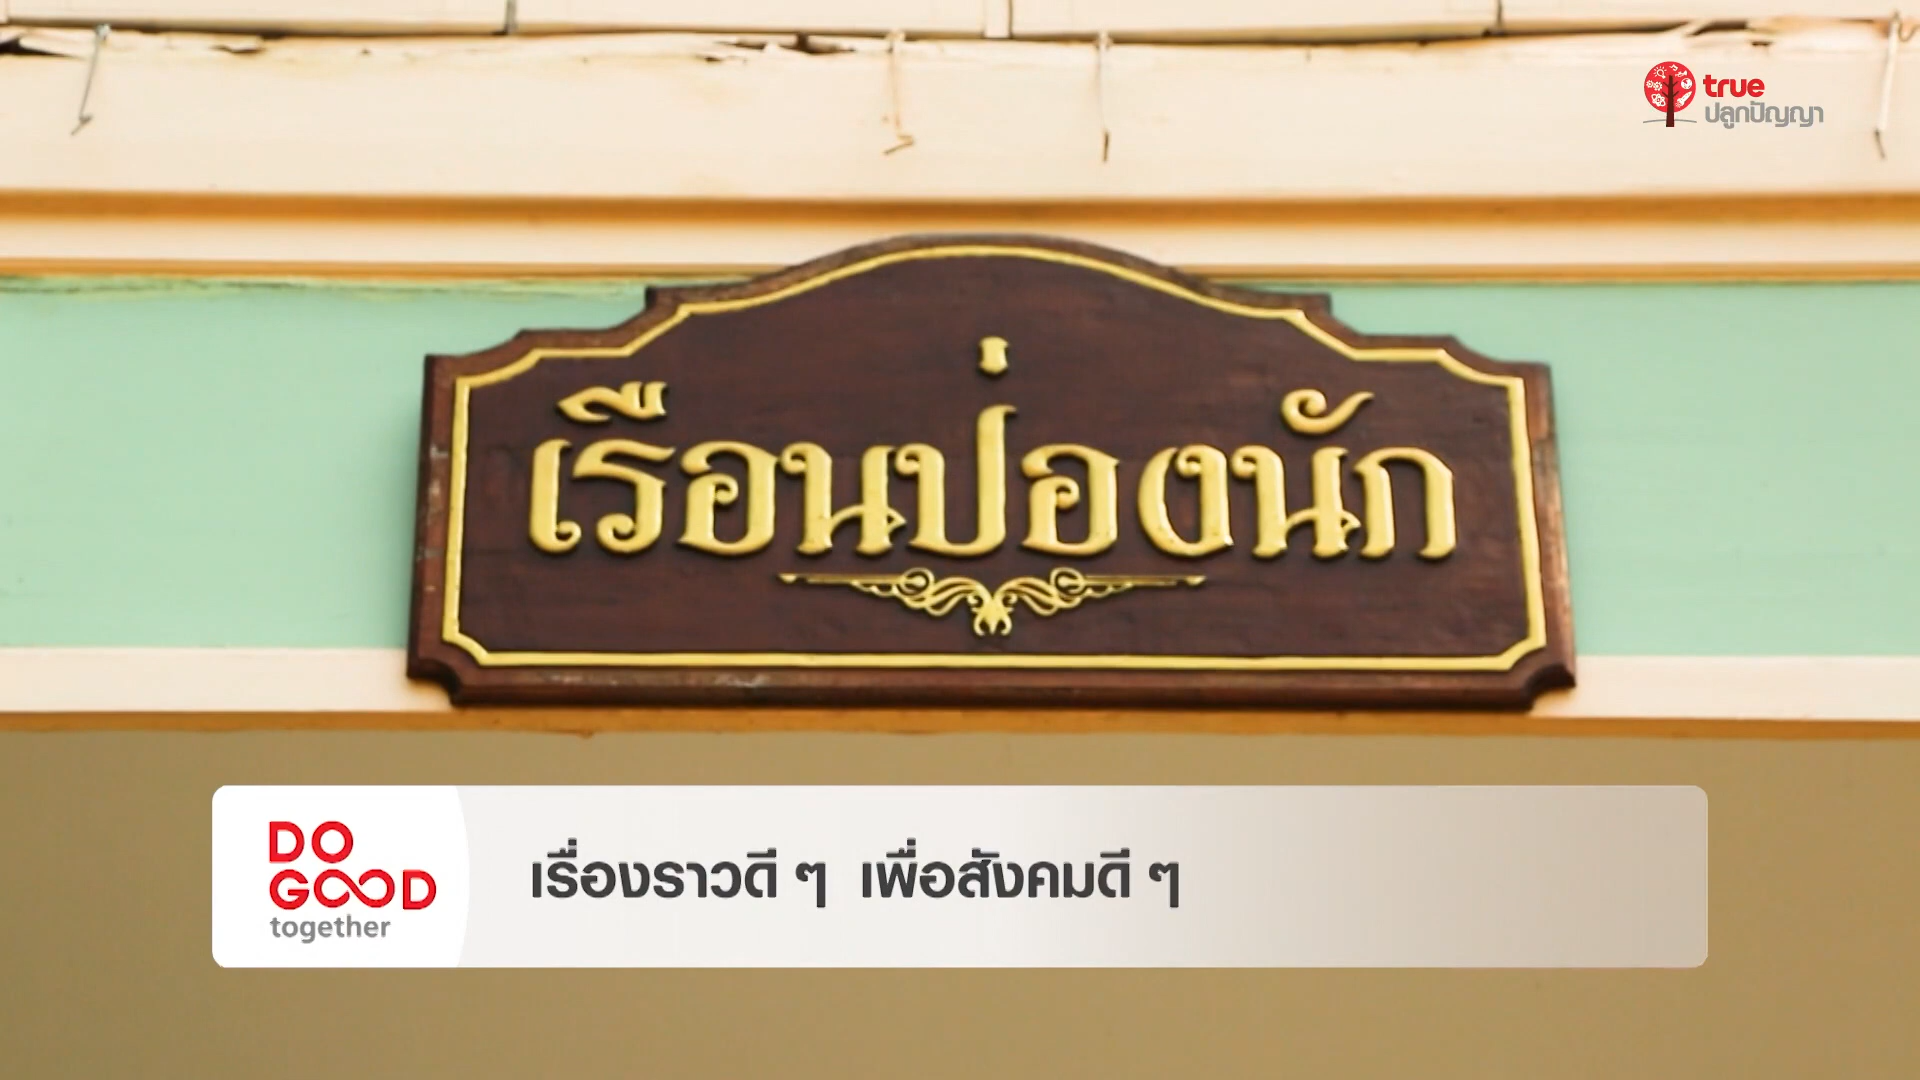 true
ปลูกปัญญา
เรือนป่องนัก
DO
GOOD
together
เรื่องราวดี ๆ เพื่อสังคมดี ๆ